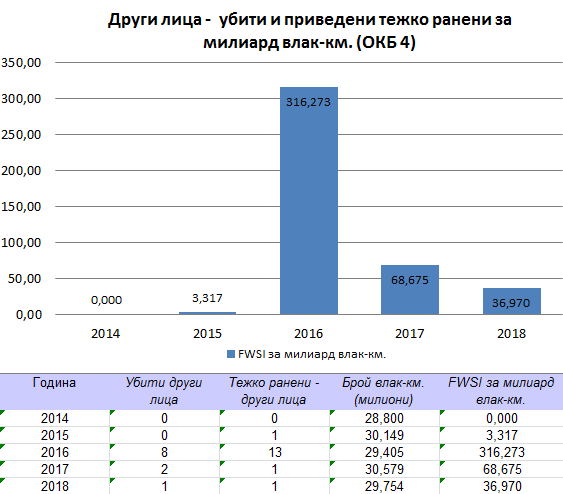 Други лица - убити и приведени тежко ранени за
милиард влак-км. (ОКБ 4)
350,00
300,00
250,00
200,00
150,00
100,00
50,00
0,00
0,000
3,317
316,273
68,675
36,970
2014 2015 2016 2017 2018
FWSI за милиард влак-км.
Година Убити други лица Тежко ранени - други лица Брой влак-км. (милиони) FWSI за милиард влак-км.
2014 0 0 28,800 0,000
2015 0 1 30,149 3,317
2016 8 13 29,405 316,273
2017 2 1 30,579 68,675
2018 1 1 29,754 36,970